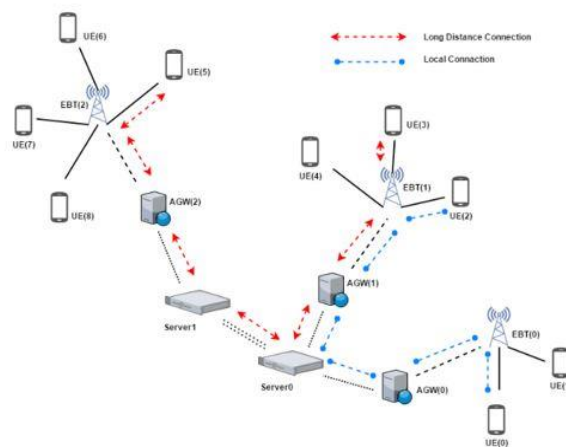 UE(6)
Long Distance Connection
UE(5)
Local Connaction
EBT(2)
UE(3)
UE(7)
UE(4)
EBT(1)
UE(8)
AGW(2)
UE(2)
AGW(1)
Server1
EBT(0)
Server0
AGW(0)
UE(0)